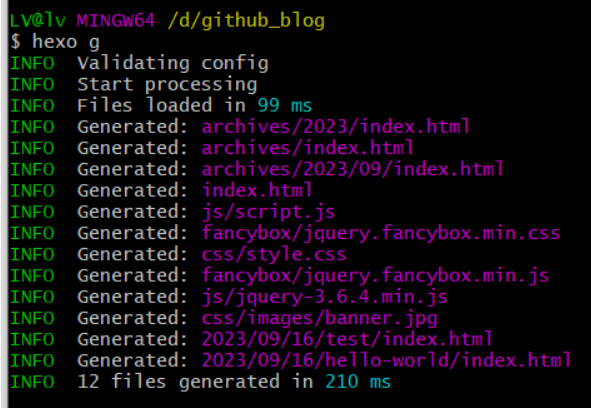 LV@lv MINGW64 /d/github_blog
$ hexo g
INFO  Validating config
INFO  Start processing
INFO  Files loaded in 99 ms
INFO  Generated: archives/2023/index.html
INFO  Generated: archives/index.html
INFO  Generated: archives/2023/09/index.html
INFO  Generated: index.html
INFO  Generated: js/script.js
INFO  Generated: fancybox/jquery.fancybox.min.css
INFO  Generated: css/style.css
INFO  Generated: fancybox/jquery.fancybox.min.js
INFO  Generated: js/jquery-3.6.4.min.js
INFO  Generated: css/images/banner.jpg
INFO  Generated: 2023/09/16/test/index.html
INFO  Generated: 2023/09/16/hello-world/index.html
INFO  12 files generated in 210 ms